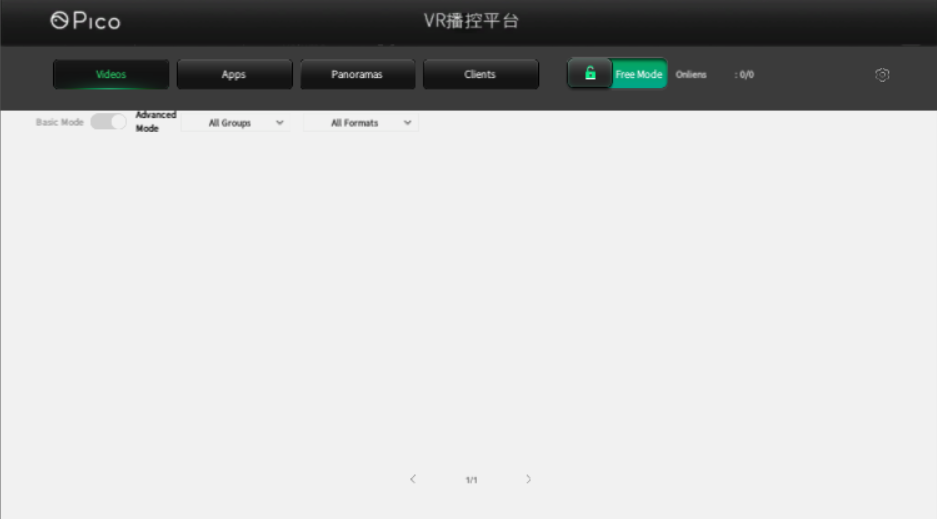 Pico
VR播控平台
Videos
Apps
Panoramas
Clients
Free Mode
Onliens
: 0/0
Basic Mode
Advanced
Mode
All Groups
All Formats
1/1